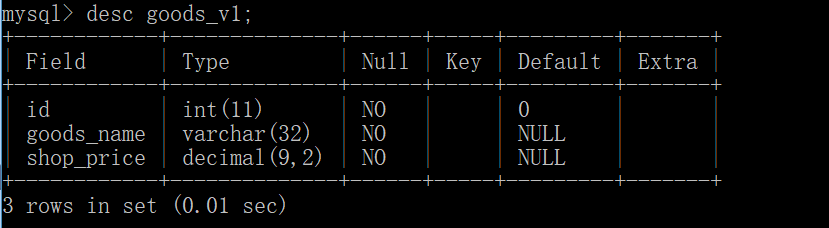 mysql> desc goods_v1;
+------------+--------------+------+-----+---------+-------+
| Field      | Type         | Null | Key | Default | Extra |
+------------+--------------+------+-----+---------+-------+
| id         | int(11)      | NO   |     | 0       |       |
| goods_name | varchar(32)  | NO   |     | NULL    |       |
| shop_price | decimal(9,2) | NO   |     | NULL    |       |
+------------+--------------+------+-----+---------+-------+
3 rows in set (0.01 sec)